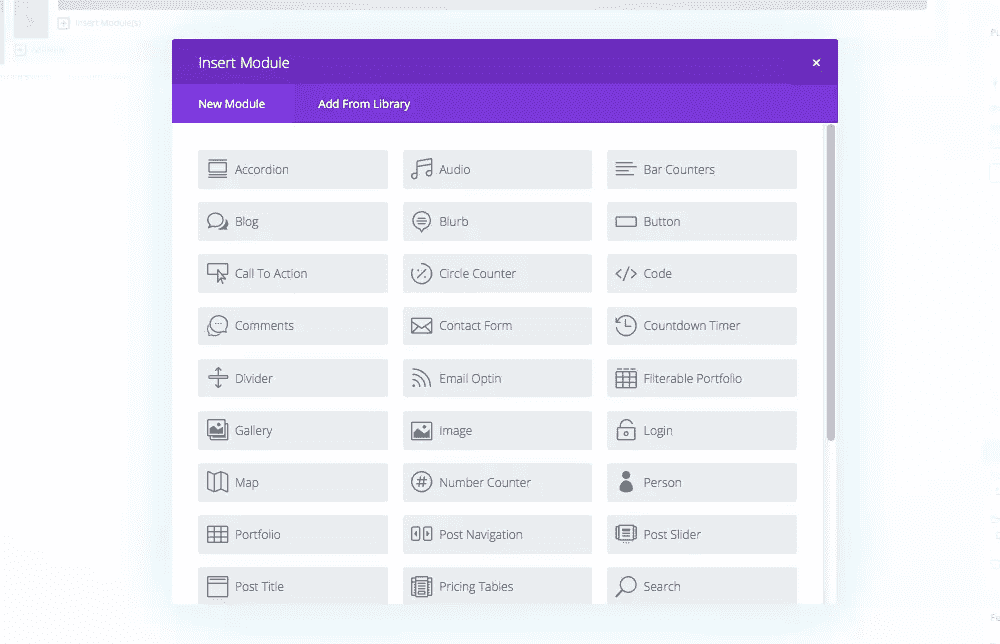 Insert Module(s)
Insert Module
×
New Module Add From Library
Accordion Audio Bar Counters
Blog Blurb Button
Call To Action Circle Counter Code
Comments Contact Form Countdown Timer
Divider Email Optin Filterable Portfolio
Gallery Image Login
Map Number Counter Person
Portfolio Post Navigation Post Slider
Post Title Pricing Tables Search